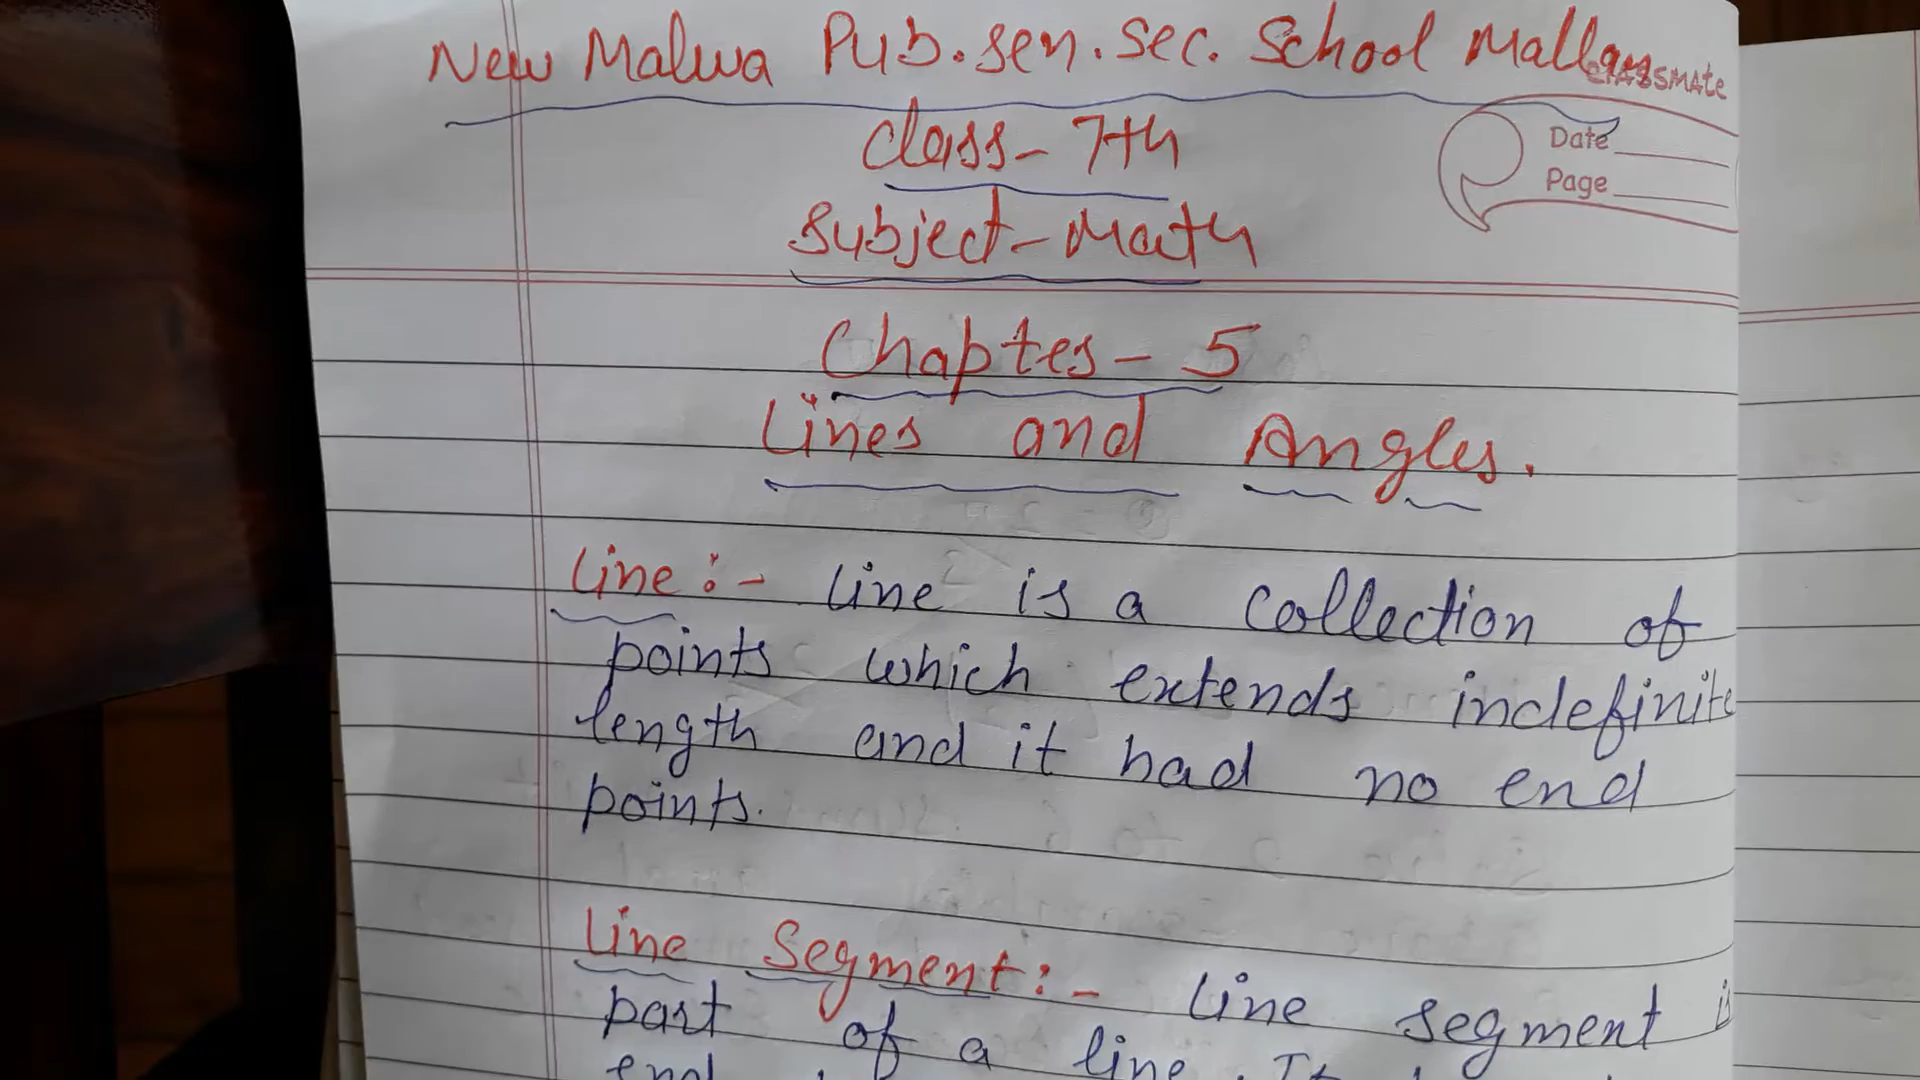 New Malwa Pub. sen. sec. School Mallan
classmate
Date
Page
class - 7th
Subject - Math
Chapter - 5
Lines and Angles.
Line :- Line is a collection of
points which extends indefinite
length and it had no end
points.
Line Segment :- Line segment is
part of a line. It
end